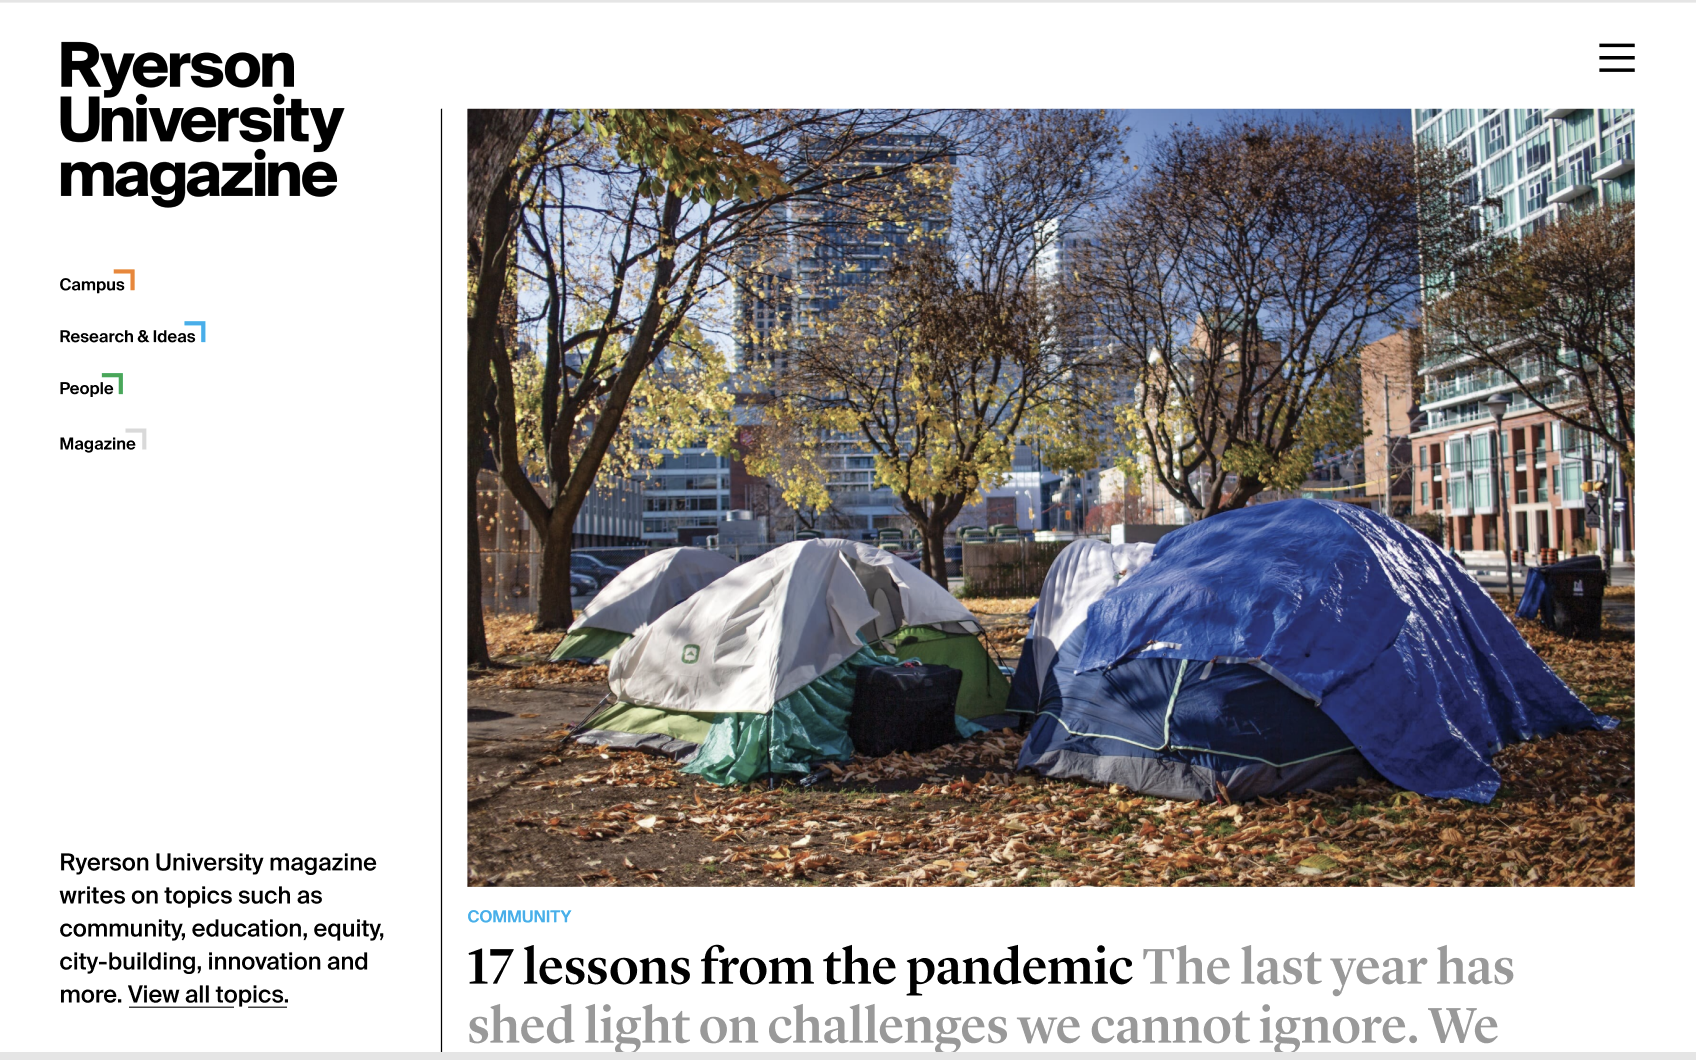 Ryerson
University
magazine
Campus
Research & Ideas
People
Magazine
Ryerson University magazine
writes on topics such as
community, education, equity,
city-building, innovation and
more. View all topics.
COMMUNITY
17 lessons from the pandemic The last year has
shed light on challenges we cannot ignore. We